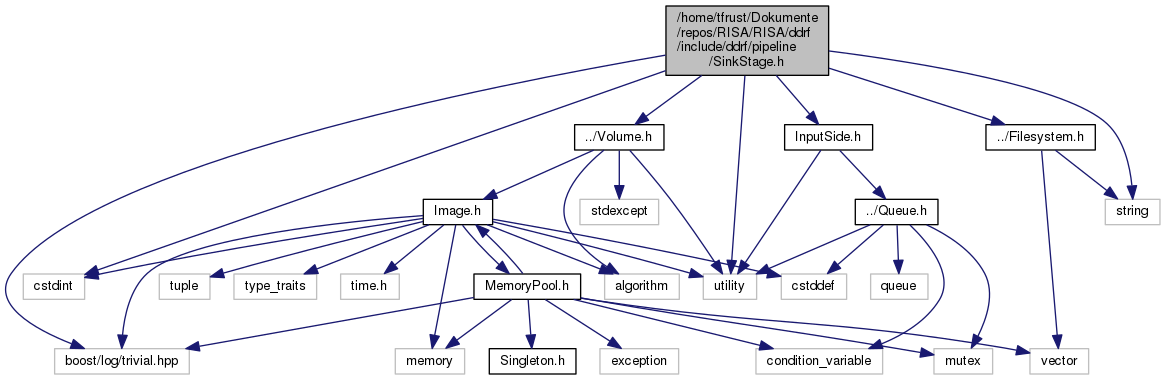 /home/tfrust/Dokumente
/repos/RISA/RISA/ddrf
/include/ddrf/pipeline
/SinkStage.h
../Volume.h
InputSide.h
../Filesystem.h
Image.h
stdexcept
../Queue.h
string
cstdint
tuple
type_traits
time.h
MemoryPool.h
algorithm
utility
cstddef
queue
boost/log/trivial.hpp
memory
Singleton.h
exception
condition_variable
mutex
vector